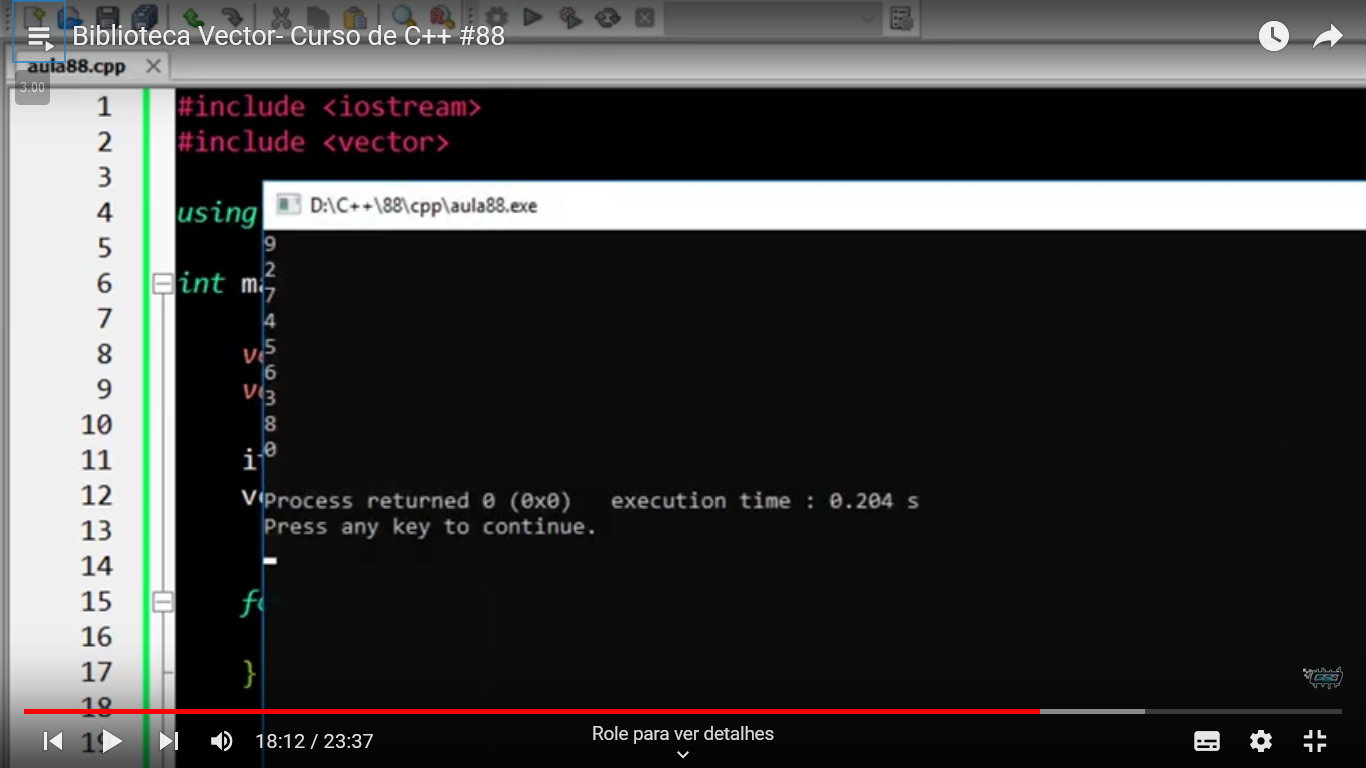 Biblioteca Vector- Curso de C++ #88
aula88.cpp
3.00
1 #include <iostream>
2 #include <vector>
3
4 using
5
6 int ma
7
8 ve
9 ve
10
11
12 ve
13
14
15 fo
16
17 }
18
19
D:\C++\88\cpp\aula88.exe
9
2
7
4
5
6
3
8
0
Process returned 0 (0x0) execution time : 0.204 s
Press any key to continue.
18:12 / 23:37
Role para ver detalhes